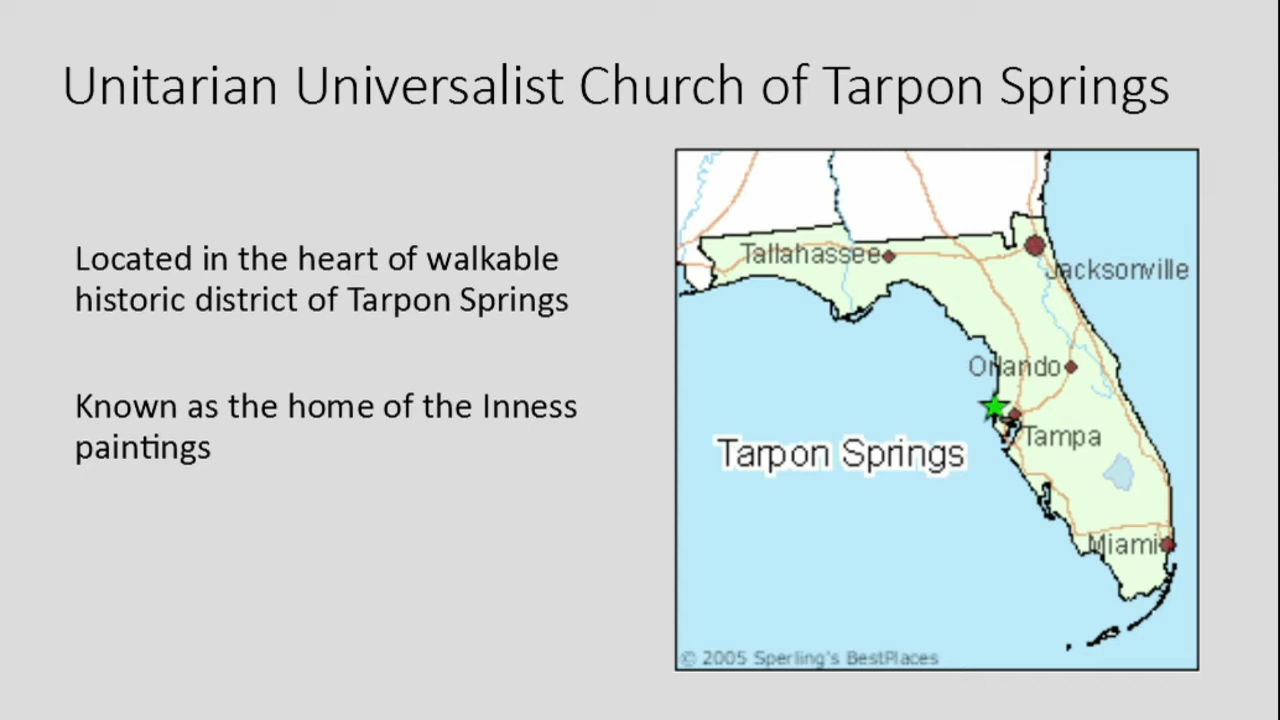 Unitarian Universalist Church of Tarpon Springs
Located in the heart of walkable
historic district of Tarpon Springs
Known as the home of the Inness
paintings
Tallahassee
Jacksonville
Orlando
Tampa
Tarpon Springs
Miami
© 2005 Sperling's BestPlaces